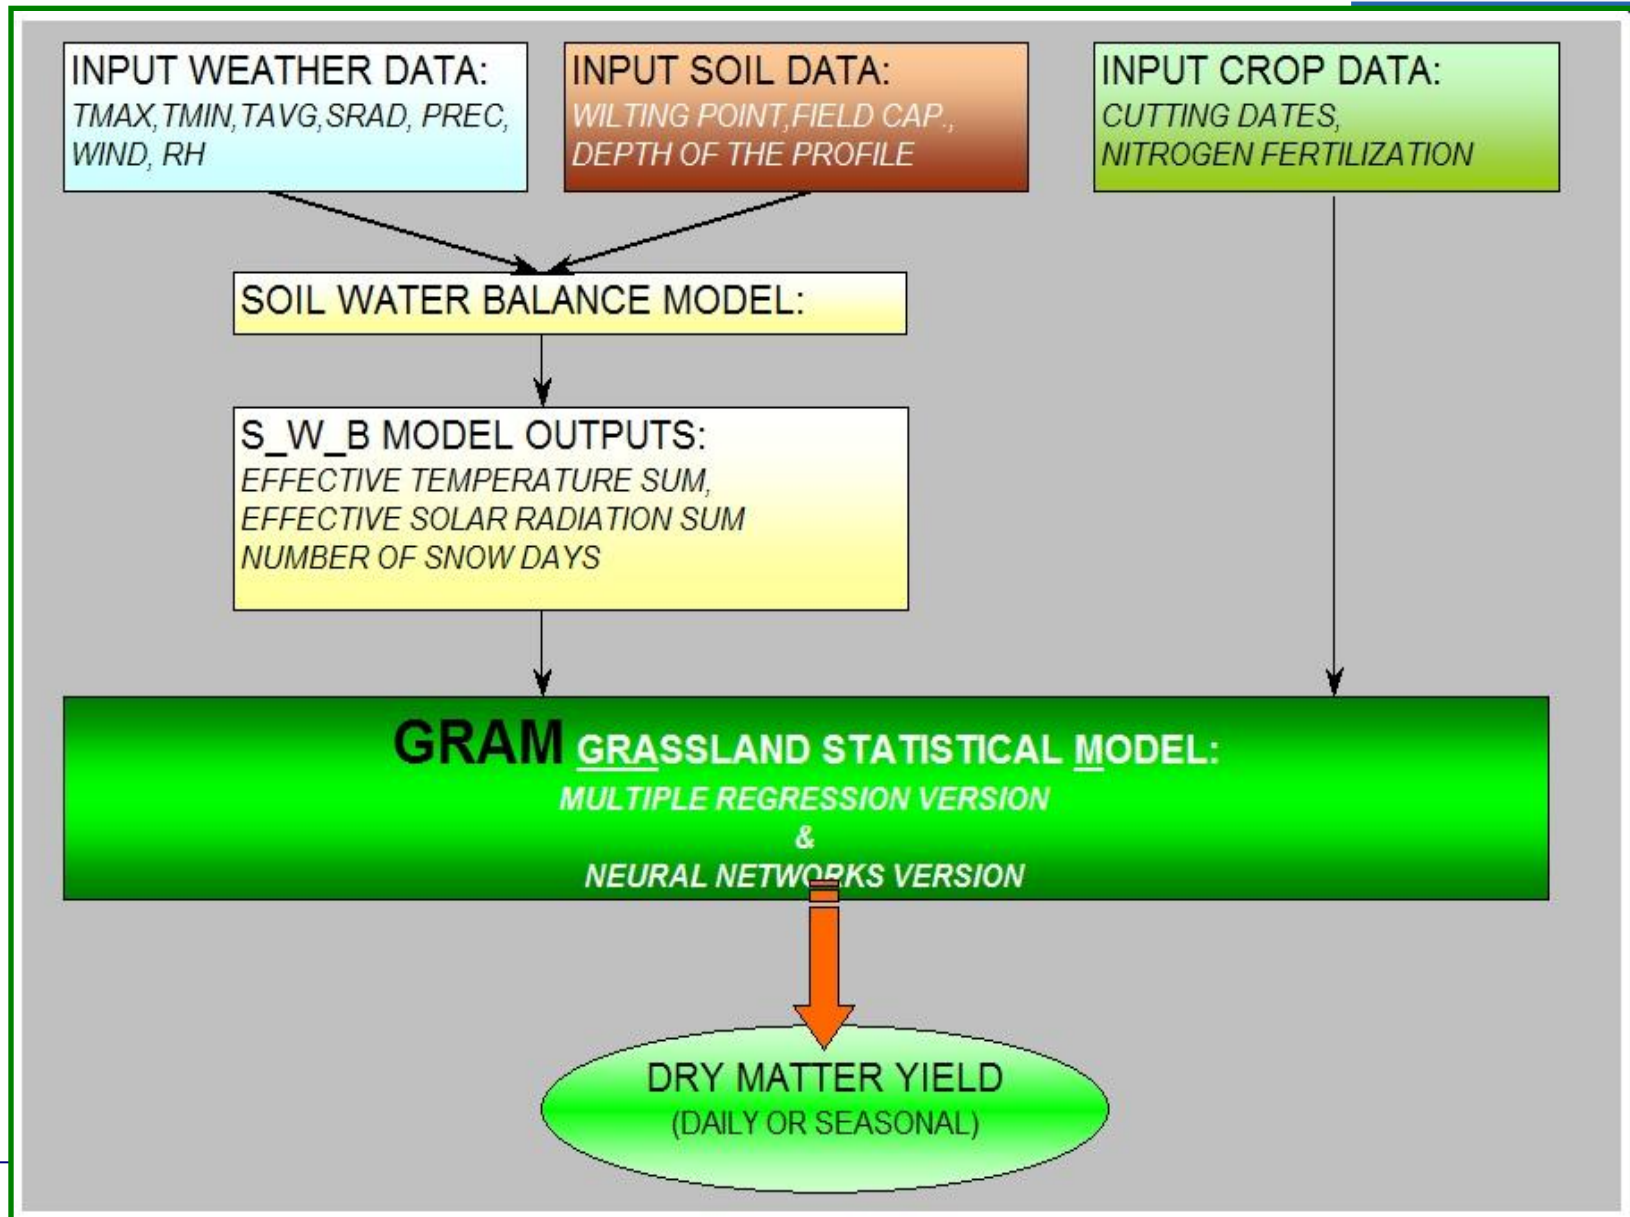 INPUT WEATHER DATA:
TMAX,TMIN,TAVG,SRAD, PREC,
WIND, RH
INPUT SOIL DATA:
WILTING POINT,FIELD CAP.,
DEPTH OF THE PROFILE
INPUT CROP DATA:
CUTTING DATES,
NITROGEN FERTILIZATION
SOIL WATER BALANCE MODEL:
S_W_B MODEL OUTPUTS:
EFFECTIVE TEMPERATURE SUM,
EFFECTIVE SOLAR RADIATION SUM
NUMBER OF SNOW DAYS
GRAM GRASSLAND STATISTICAL MODEL:
MULTIPLE REGRESSION VERSION
&
NEURAL NETWORKS VERSION
DRY MATTER YIELD
(DAILY OR SEASONAL)